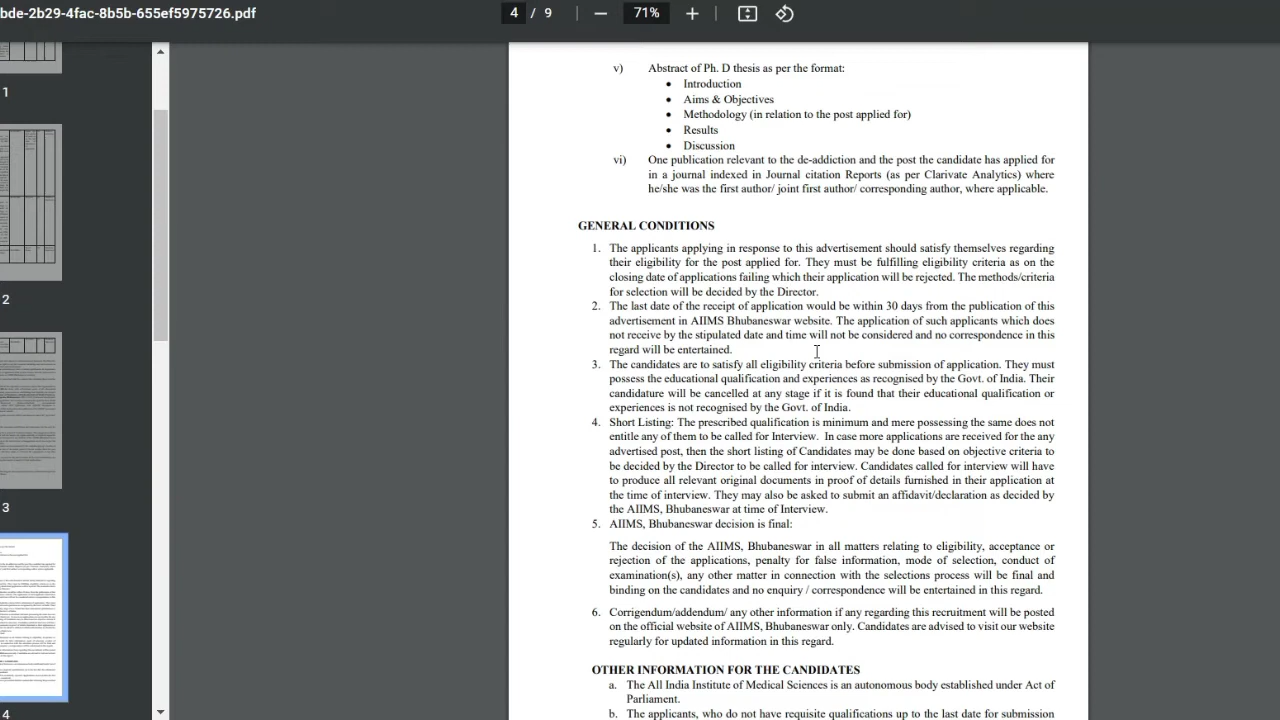 bde-2b29-4fac-8b5b-655ef5975726.pdf
4 / 9
71%
1
2
3
4
v) Abstract of Ph. D thesis as per the format:
• Introduction
• Aims & Objectives
• Methodology (in relation to the post applied for)
• Results
• Discussion
vi) One publication relevant to the de-addiction and the post the candidate has applied for
in a journal indexed in Journal citation Reports (as per Clarivate Analytics) where
he/she was the first author/ joint first author/ corresponding author, where applicable.
GENERAL CONDITIONS
1. The applicants applying in response to this advertisement should satisfy themselves regarding
their eligibility for the post applied for. They must be fulfilling eligibility criteria as on the
closing date of applications failing which their application will be rejected. The methods/criteria
for selection will be decided by the Director.
2. The last date of the receipt of application would be within 30 days from the publication of this
advertisement in AIIMS Bhubaneswar website. The application of such applicants which does
not receive by the stipulated date and time will not be considered and no correspondence in this
regard will be entertained.
3. The candidates are to satisfy all eligibility criteria before submission of application. They must
possess the educational qualification and experiences as recognised by the Govt. of India. Their
candidature will be cancelled at any stage if it is found that their educational qualification or
experiences is not recognised by the Govt. of India.
4. Short Listing: The prescribed qualification is minimum and mere possessing the same does not
entitle any of them to be called for Interview. In case more applications are received for the any
advertised post, then the short listing of Candidates may be done based on objective criteria to
be decided by the Director to be called for interview. Candidates called for interview will have
to produce all relevant original documents in proof of details furnished in their application at
the time of interview. They may also be asked to submit an affidavit/declaration as decided by
the AIIMS, Bhubaneswar at time of Interview.
5. AIIMS, Bhubaneswar decision is final:
The decision of the AIIMS, Bhubaneswar in all matters relating to eligibility, acceptance or
rejection of the applications, penalty for false information, mode of selection, conduct of
examination(s), any other matter in connection with the selections process will be final and
binding on the candidates and no enquiry / correspondence will be entertained in this regard.
6. Corrigendum/addendum/ any other information if any regarding this recruitment will be posted
on the official website of AIIMS, Bhubaneswar only. Candidates are advised to visit our website
regularly for updated information in this regard.
OTHER INFORMATION FOR THE CANDIDATES
a. The All India Institute of Medical Sciences is an autonomous body established under Act of
Parliament.
b. The applicants, who do not have requisite qualifications up to the last date for submission